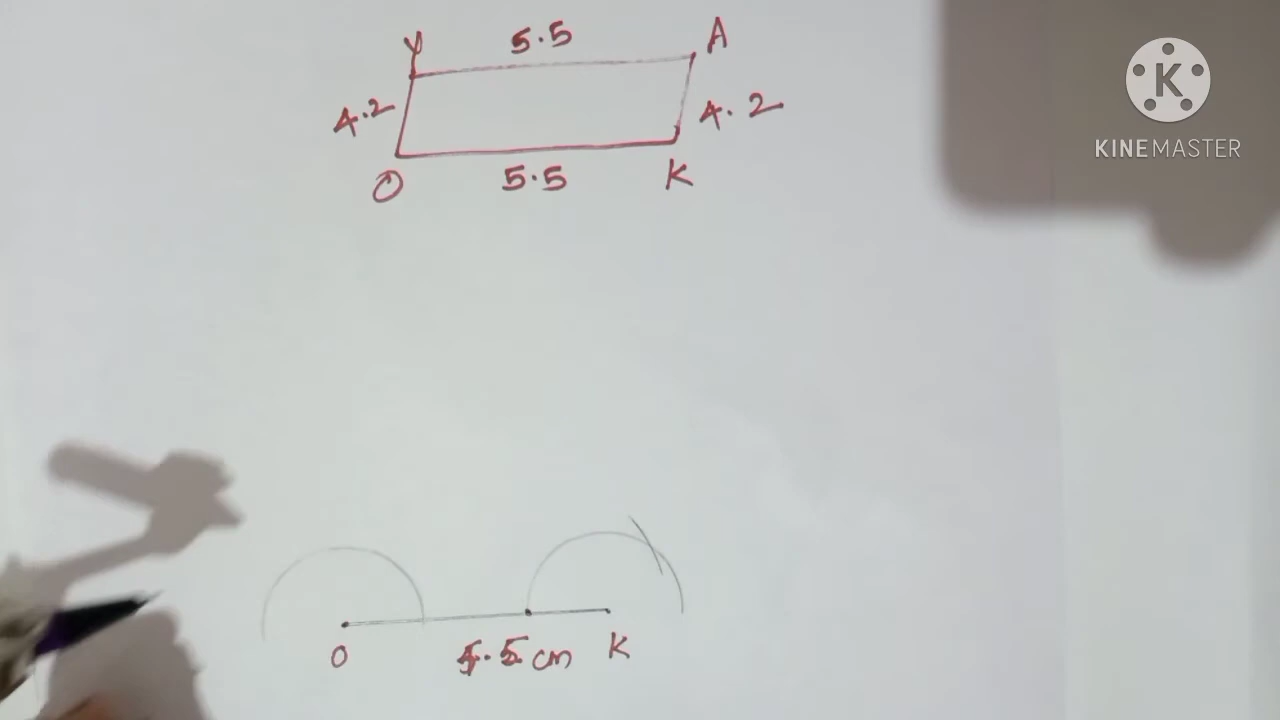 Y 5.5 A
4.2 4.2
O 5.5 K
K
KINEMASTER
O 5.5 cm K